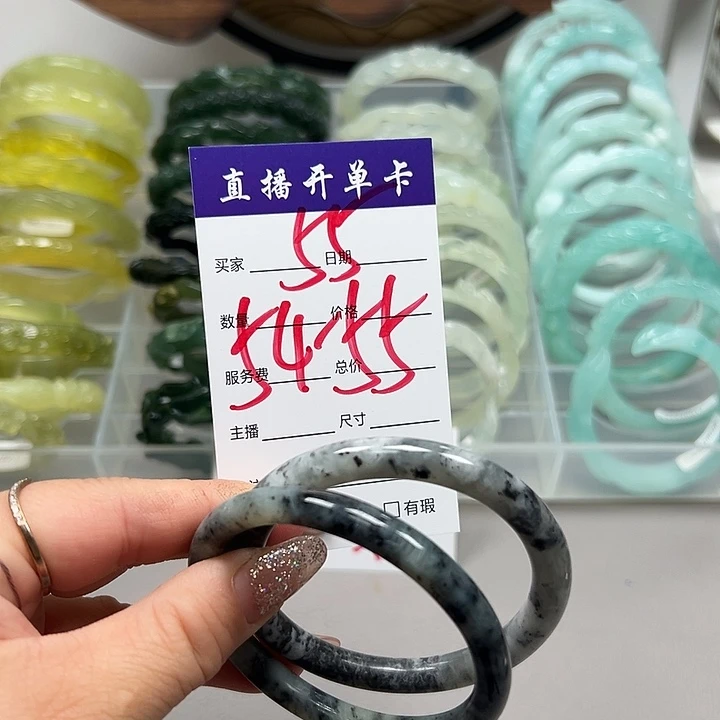 直播开单卡
55
买家 日期
数量 价格
54·55
服务费 总价
主播 尺寸
有瑕